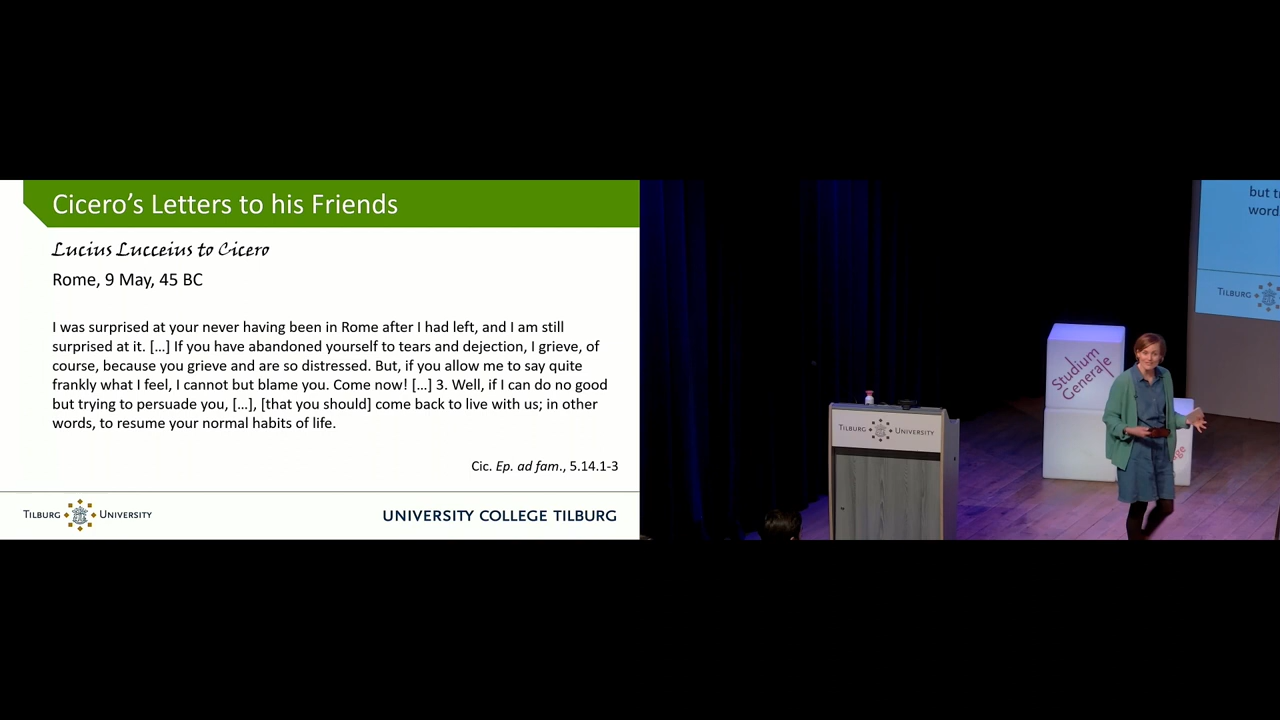 Cicero's Letters to his Friends
Lucius Lucceius to Cicero
Rome, 9 May, 45 BC
I was surprised at your never having been in Rome after I had left, and I am still
surprised at it. […] If you have abandoned yourself to tears and dejection, I grieve, of
course, because you grieve and are so distressed. But, if you allow me to say quite
frankly what I feel, I cannot but blame you. Come now! […] 3. Well, if I can do no good
but trying to persuade you, […], [that you should] come back to live with us; in other
words, to resume your normal habits of life.
Cic. Ep. ad fam., 5.14.1-3
TILBURG UNIVERSITY
UNIVERSITY COLLEGE TILBURG
but t
word
TILBURG
Studium
Generale
TILBURG UNIVERSITY